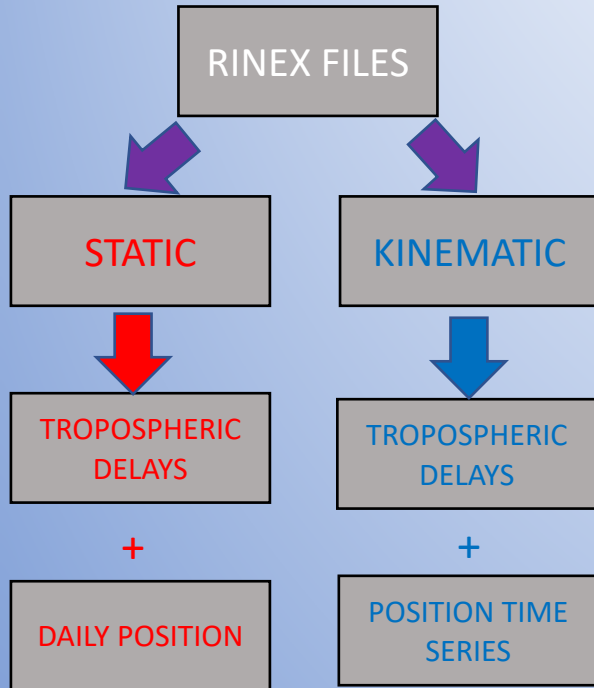 RINEX FILES
STATIC
KINEMATIC
TROPOSPHERIC
DELAYS
+
DAILY POSITION
TROPOSPHERIC
DELAYS
+
POSITION TIME
SERIES